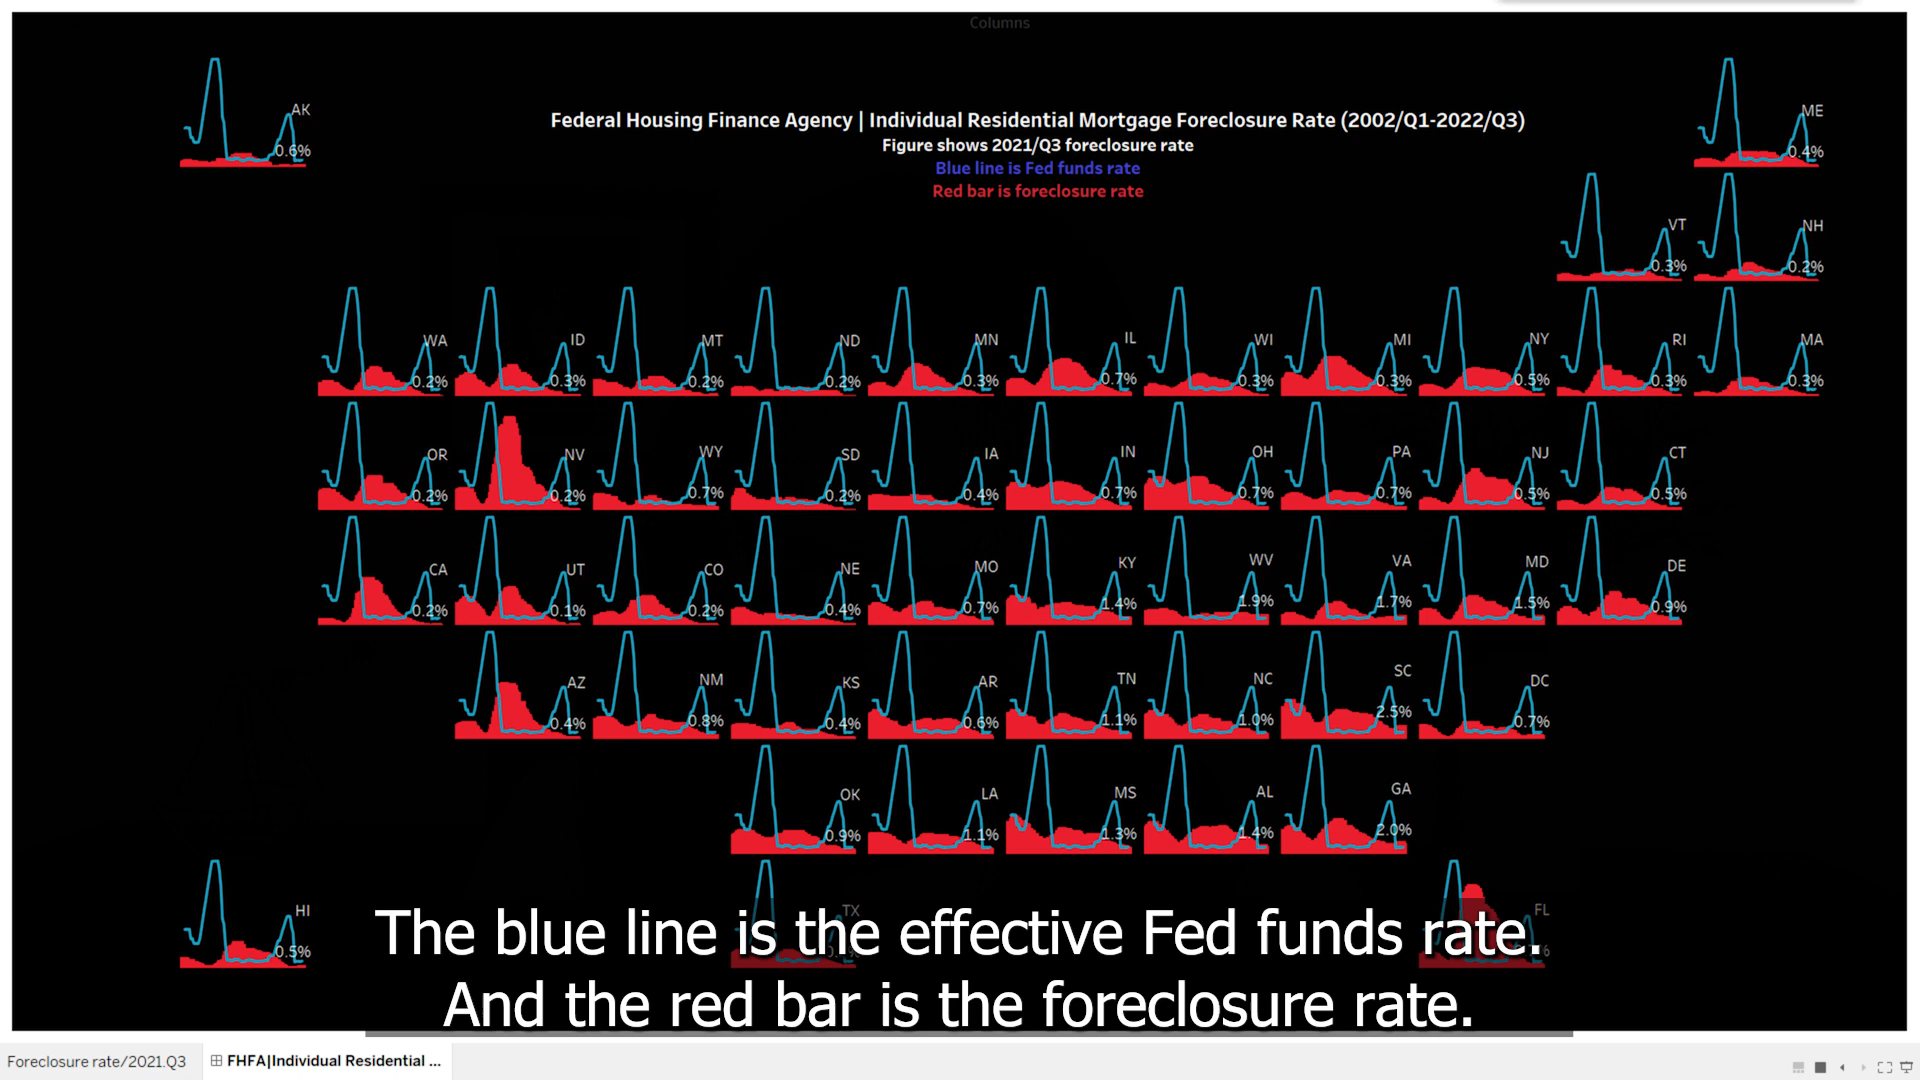 Columns
AK
0.6%
ME
0.4%
Federal Housing Finance Agency | Individual Residential Mortgage Foreclosure Rate (2002/Q1-2022/Q3)
Figure shows 2021/Q3 foreclosure rate
Blue line is Fed funds rate
Red bar is foreclosure rate
VT
0.3%
NH
0.2%
WA
0.2%
ID
0.3%
MT
0.2%
ND
0.2%
MN
0.3%
IL
0.7%
WI
0.3%
MI
0.3%
NY
0.5%
RI
0.3%
MA
0.3%
OR
0.2%
NV
0.2%
WY
0.7%
SD
0.2%
IA
0.4%
IN
0.7%
OH
0.7%
PA
0.7%
NJ
0.5%
CT
0.5%
CA
0.2%
UT
0.1%
CO
0.2%
NE
0.4%
MO
0.7%
KY
1.4%
WV
1.9%
VA
1.7%
MD
1.5%
DE
0.9%
AZ
0.4%
NM
0.8%
KS
0.4%
AR
0.6%
TN
1.1%
NC
1.0%
SC
2.5%
DC
0.7%
OK
0.9%
LA
1.1%
MS
1.3%
AL
1.4%
GA
2.0%
HI
0.5%
TX
FL
The blue line is the effective Fed funds rate.
And the red bar is the foreclosure rate.
Foreclosure rate/2021.Q3
FHFA|Individual Residential ...